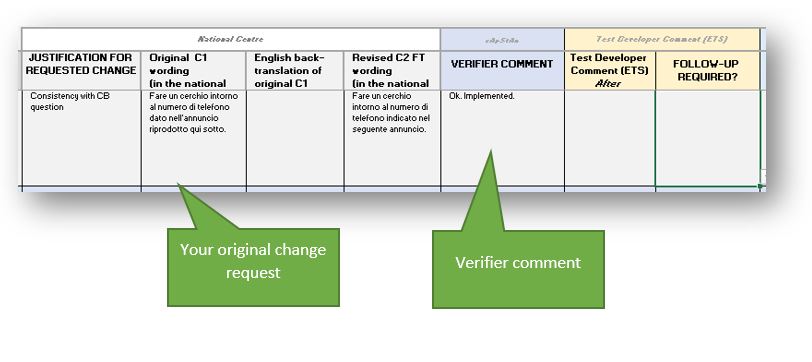 National Centre
cApStAn
Test Developer Comment (ETS)
JUSTIFICATION FOR
REQUESTED CHANGE
Original C1
wording
(in the national
English back-
translation of
original C1
Revised C2 FT
wording
(in the national
VERIFIER COMMENT
Test Developer
Comment (ETS)
After
FOLLOW-UP
REQUIRED?
Consistency with CB
question
Fare un cerchio intorno
al numero di telefono
dato nell'annuncio
riprodotto qui sotto.
Fare un cerchio
intorno al numero di
telefono indicato nel
seguente annuncio.
Ok. Implemented.
Your original change
request
Verifier comment